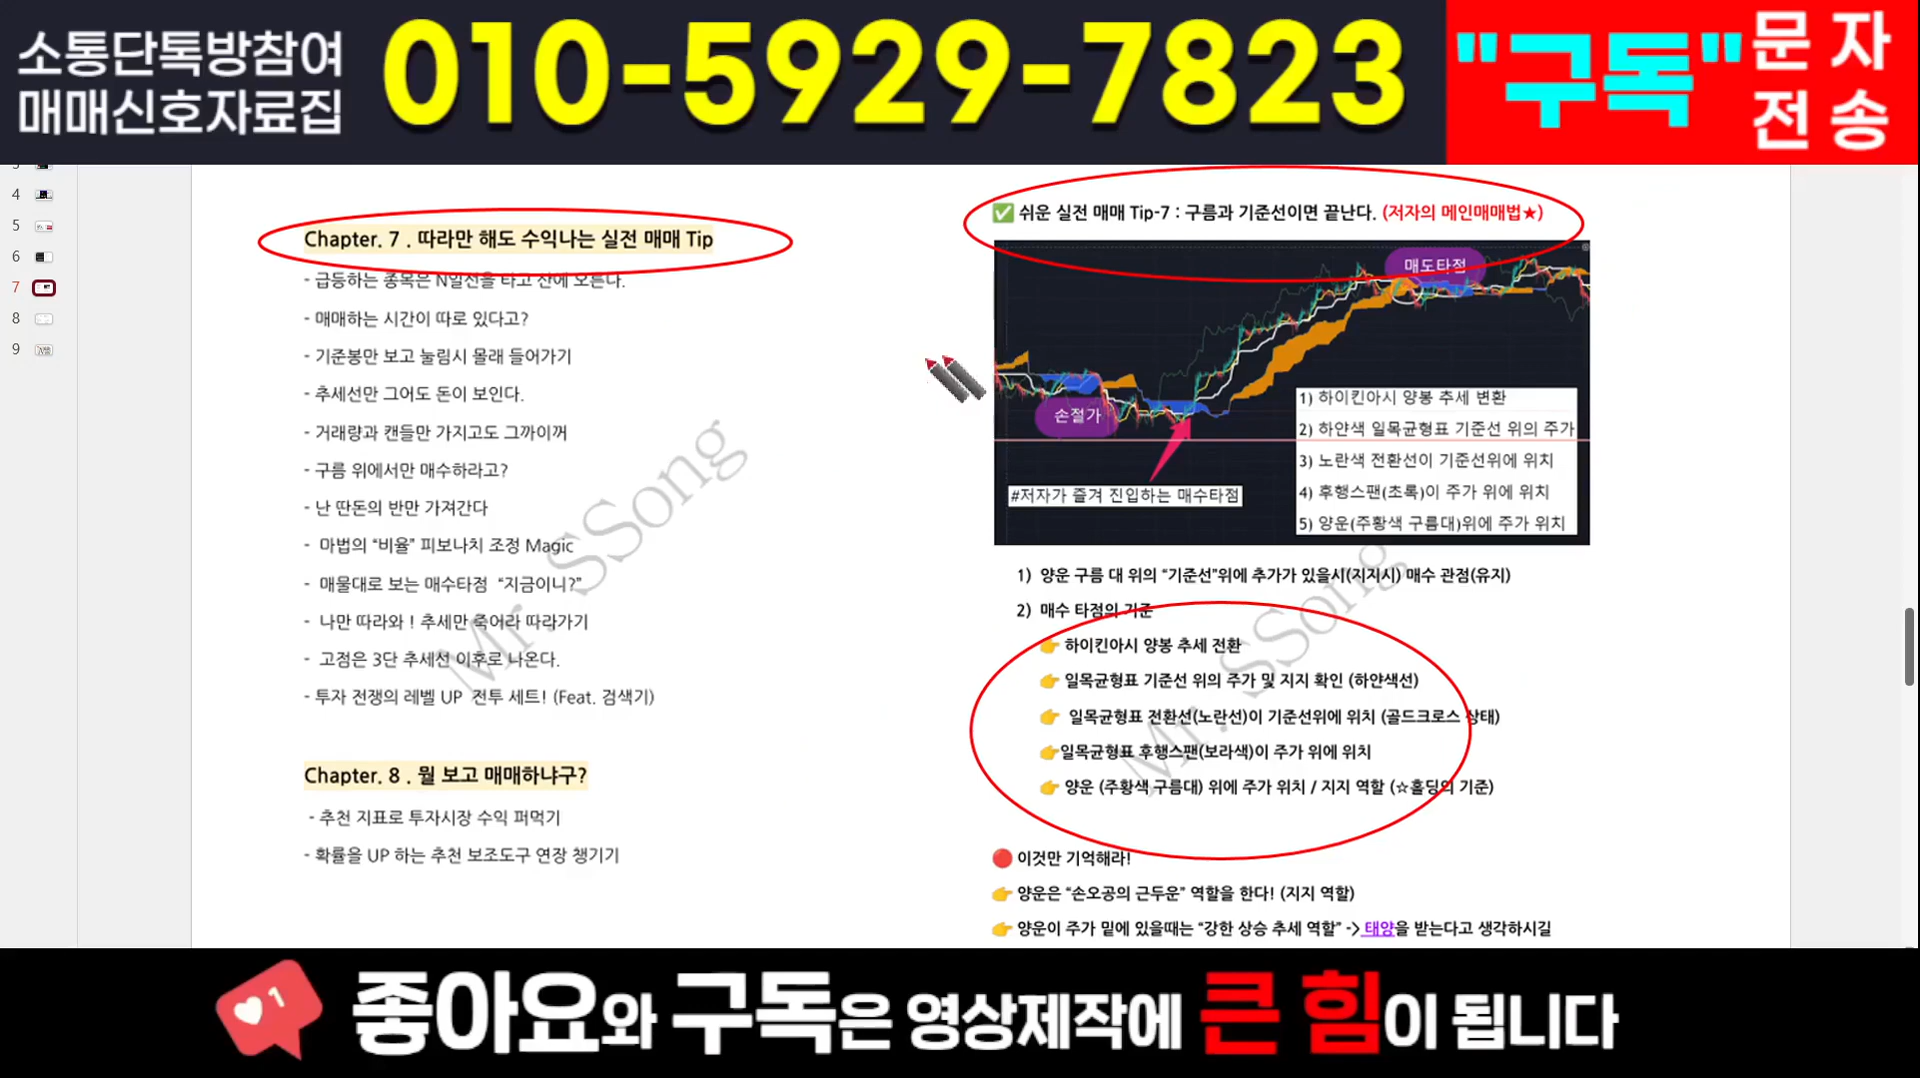 소통단톡방참여
매매신호자료집
010-5929-7823
"구독"
문자
전송
4
5
6
7
8
9
Chapter. 7 . 따라만 해도 수익나는 실전 매매 Tip
- 급등하는 종목은 N일선을 타고 산에 오른다.
- 매매하는 시간이 따로 있다고?
- 기준봉만 보고 눌림시 몰래 들어가기
- 추세선만 그어도 돈이 보인다.
- 거래량과 캔들만 가지고도 그까이꺼
- 구름 위에서만 매수하라고?
- 난 딴돈의 반만 가져간다
- 마법의 “비율” 피보나치 조정 Magic
- 매물대로 보는 매수타점 “지금이니?”
- 나만 따라와 ! 추세만 죽어라 따라가기
- 고점은 3단 추세선 이후로 나온다.
- 투자 전쟁의 레벨 UP 전투 세트! (Feat. 검색기)
Chapter. 8 . 뭘 보고 매매하냐구?
- 추천 지표로 투자시장 수익 퍼먹기
- 확률을 UP 하는 추천 보조도구 연장 챙기기
Mr. SSong
✅ 쉬운 실전 매매 Tip-7 : 구름과 기준선이면 끝난다. (저자의 메인매매법★)
매도타점
손절가
#저자가 즐겨 진입하는 매수타점
1) 하이킨아시 양봉 추세 변환
2) 하얀색 일목균형표 기준선 위의 주가
3) 노란색 전환선이 기준선위에 위치
4) 후행스팬(초록)이 주가 위에 위치
5) 양운(주황색 구름대)위에 주가 위치
1) 양운 구름 대 위의 “기준선”위에 추가가 있을시(지지시) 매수 관점(유지)
2) 매수 타점의 기준
👉 하이킨아시 양봉 추세 전환
👉 일목균형표 기준선 위의 주가 및 지지 확인 (하얀색선)
👉 일목균형표 전환선(노란선)이 기준선위에 위치 (골드크로스 상태)
👉일목균형표 후행스팬(보라색)이 주가 위에 위치
👉 양운 (주황색 구름대) 위에 주가 위치 / 지지 역할 (☆홀딩의 기준)
Mr. SSong
🔴 이것만 기억해라!
👉 양운은 “손오공의 근두운” 역할을 한다! (지지 역할)
👉 양운이 주가 밑에 있을때는 “강한 상승 추세 역할” -> 태양을 받는다고 생각하시길
1
좋아요와 구독은 영상제작에 큰 힘이 됩니다